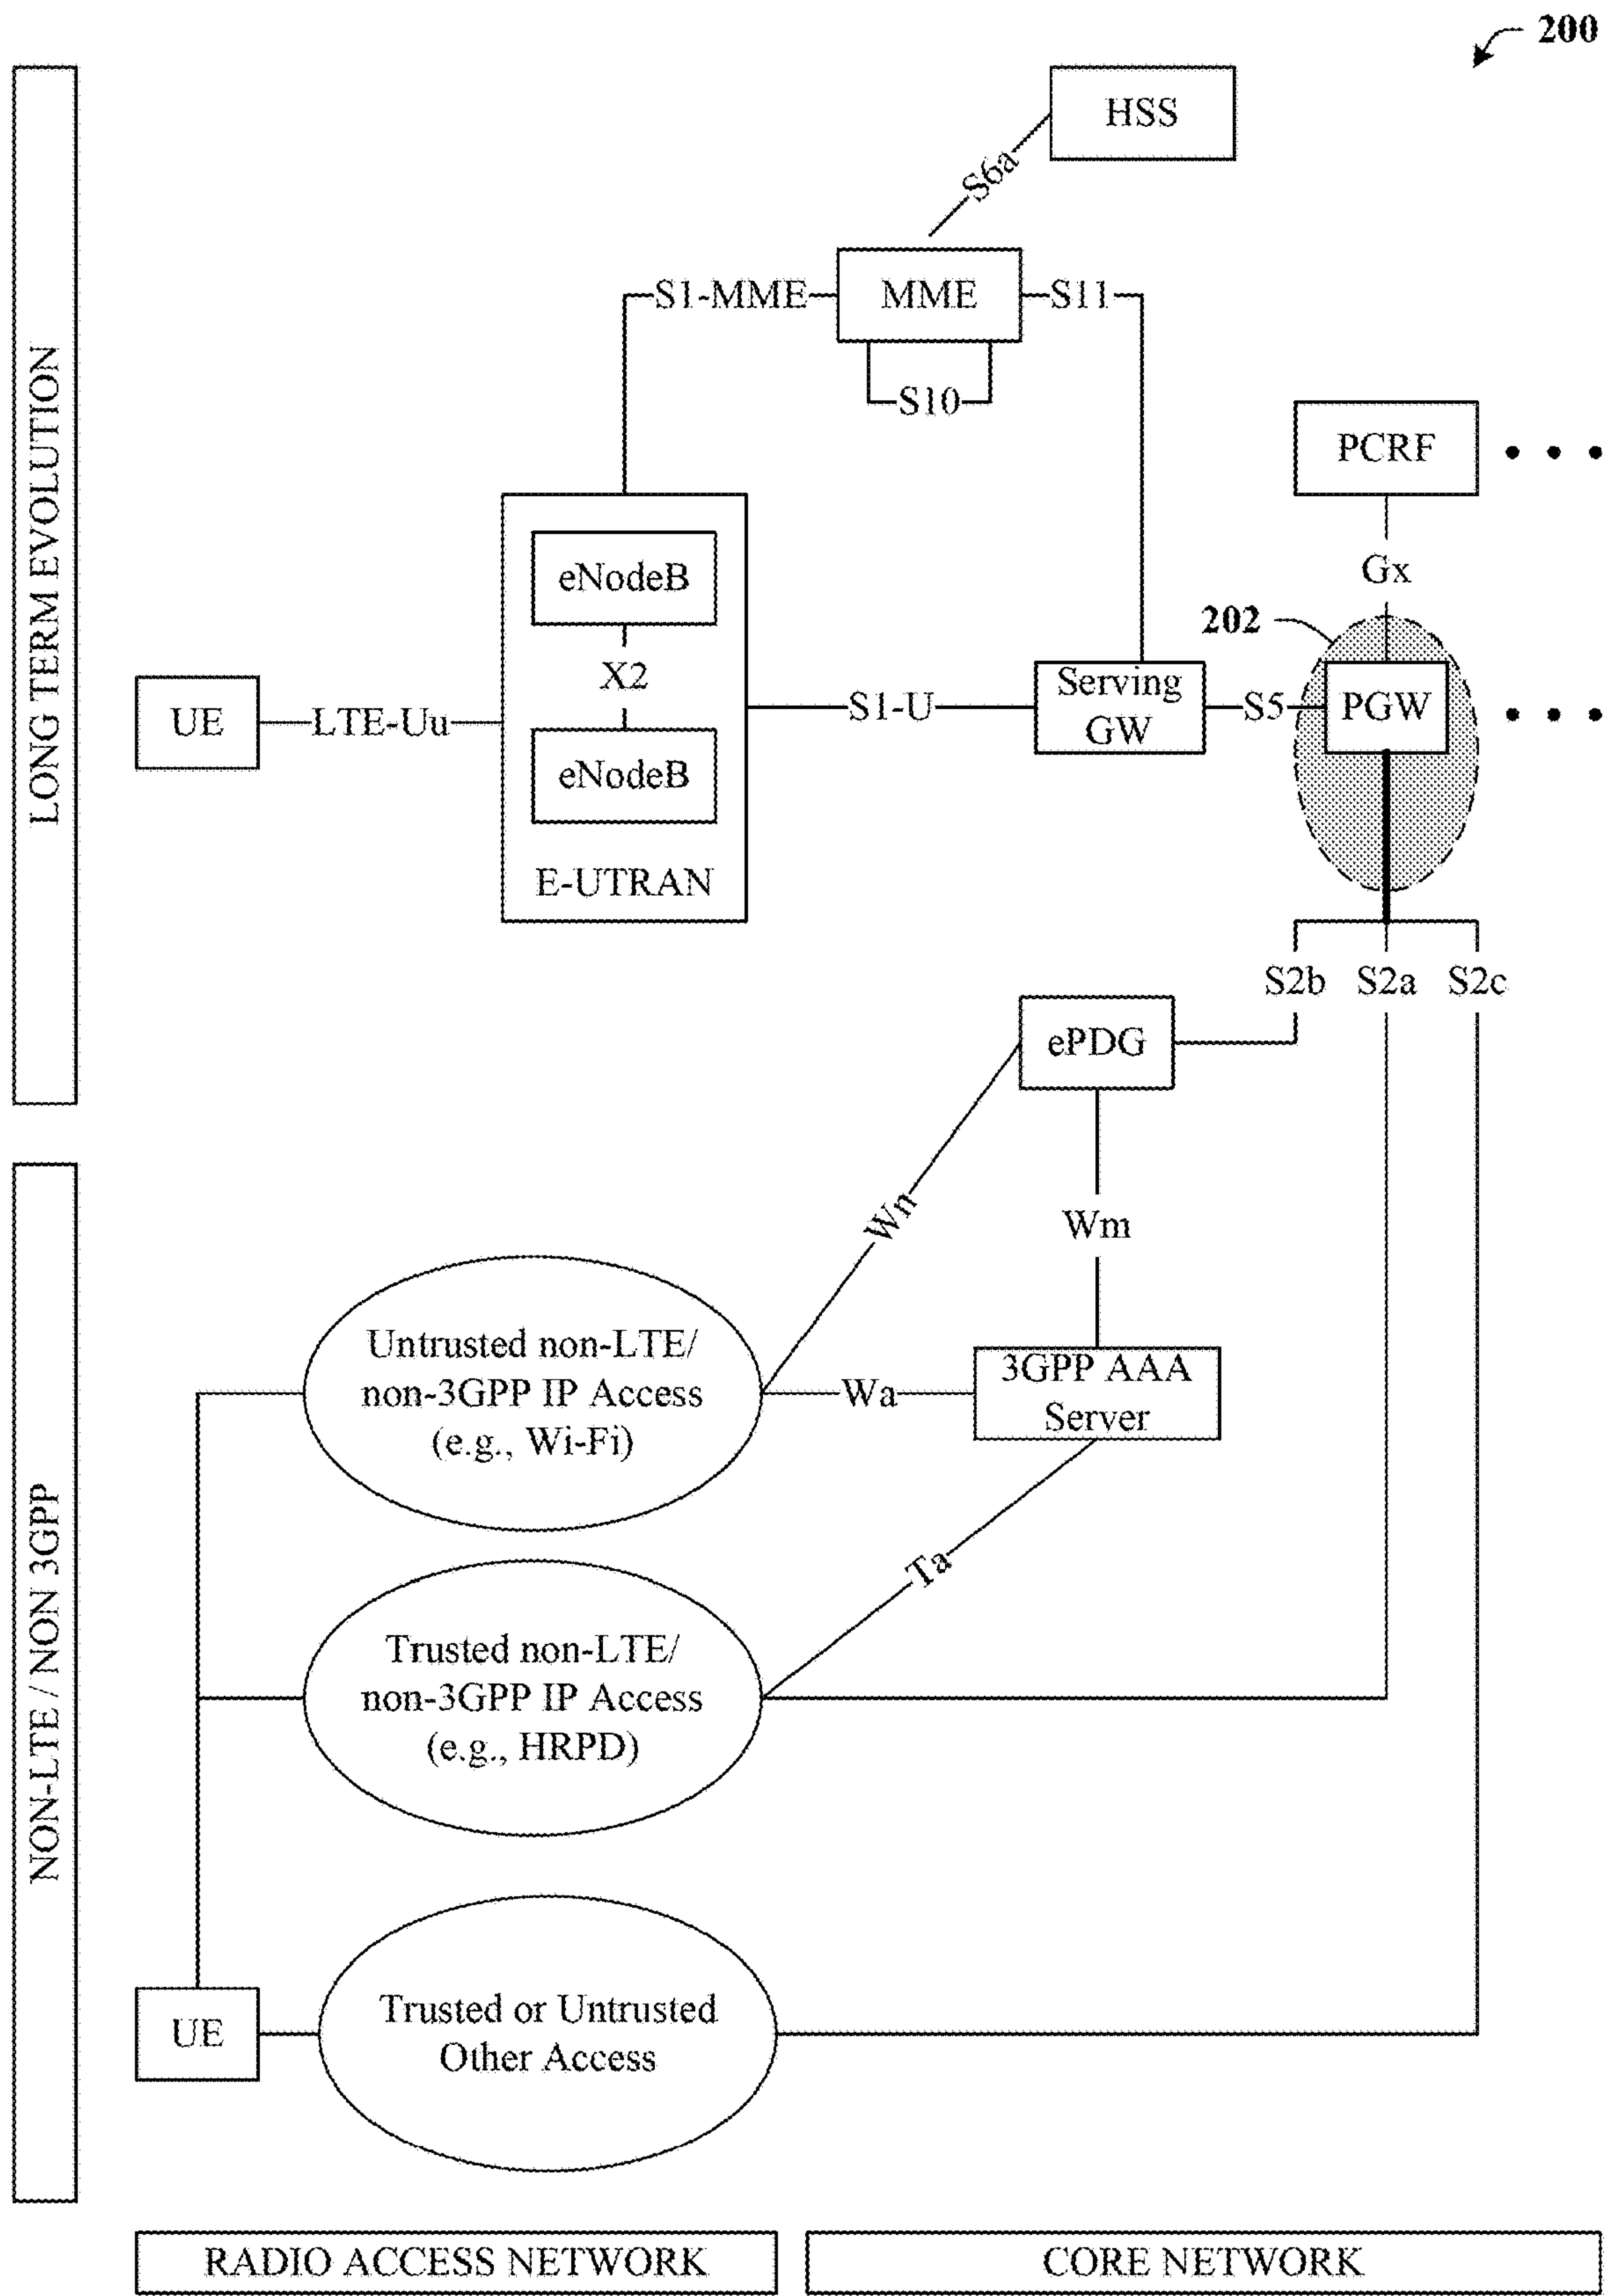 200
HSS
S6a
S1-MME
MME
S11
S10
PCRF
LONG TERM EVOLUTION
eNodeB
Gx
202
X2
UE
LTE-Uu
S1-U
Serving
GW
S5
PGW
eNodeB
E-UTRAN
S2b
S2a
S2c
ePDG
Wn
Wm
Untrusted non-LTE/
non-3GPP IP Access
(e.g., Wi-Fi)
Wa
3GPP AAA
Server
Ta
NON-LTE / NON 3GPP
Trusted non-LTE/
non-3GPP IP Access
(e.g., HRPD)
UE
Trusted or Untrusted
Other Access
RADIO ACCESS NETWORK
CORE NETWORK